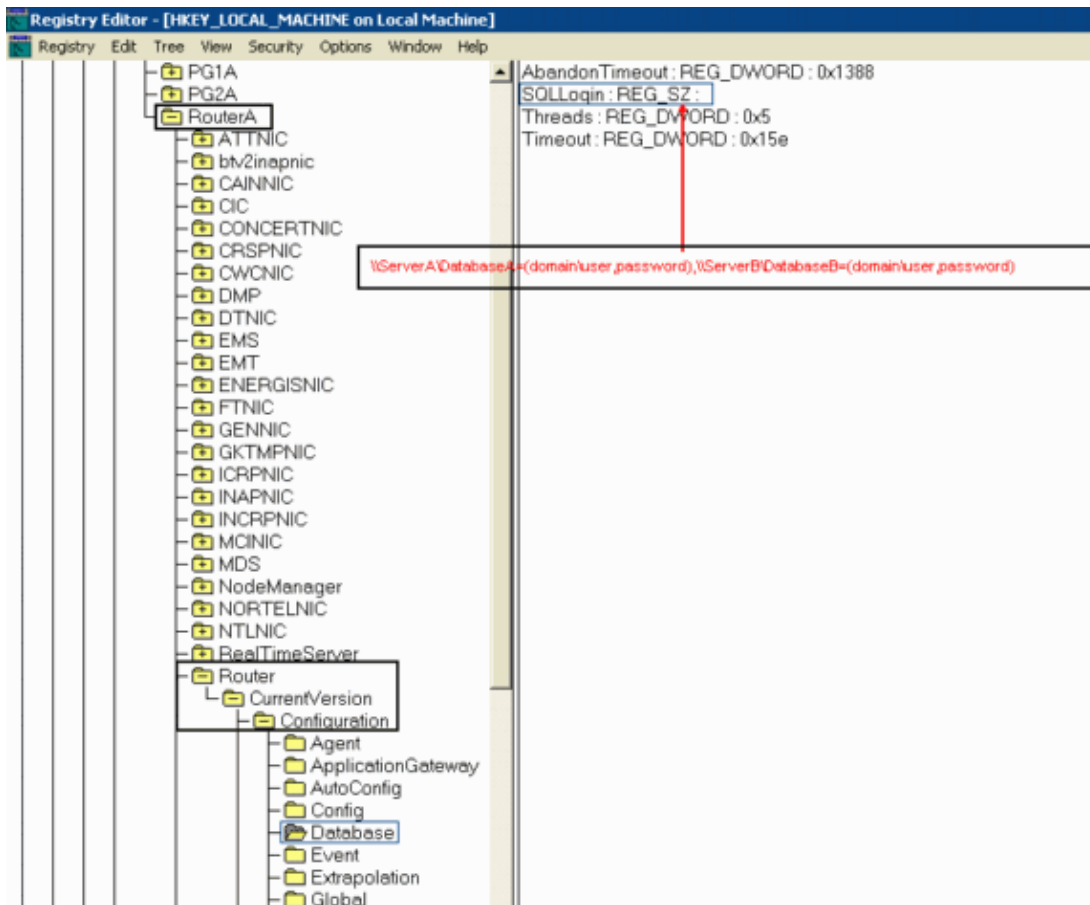 Registry Editor - [HKEY_LOCAL_MACHINE on Local Machine]
Registry Edit Tree View Security Options Window Help
PG1A
PG2A
RouterA
ATTNIC
btv2inapnic
CAINNIC
CIC
CONCERTNIC
CRSPNIC
CWCNIC
DMP
DTNIC
EMS
EMT
ENERGISNIC
FTNIC
GENNIC
GKTMPNIC
ICRPNIC
INAPNIC
INCRPNIC
MCINIC
MDS
NodeManager
NORTELNIC
NTLNIC
RealTimeServer
Router
CurrentVersion
Configuration
Agent
ApplicationGateway
AutoConfig
Config
Database
Event
Extrapolation
Global
AbandonTimeout : REG_DWORD : 0x1388
SQLLogin : REG_SZ :
Threads : REG_DWORD : 0x5
Timeout : REG_DWORD : 0x15e
\\ServerA\DatabaseA=(domain\user,password),\\ServerB\DatabaseB=(domain\user,password)